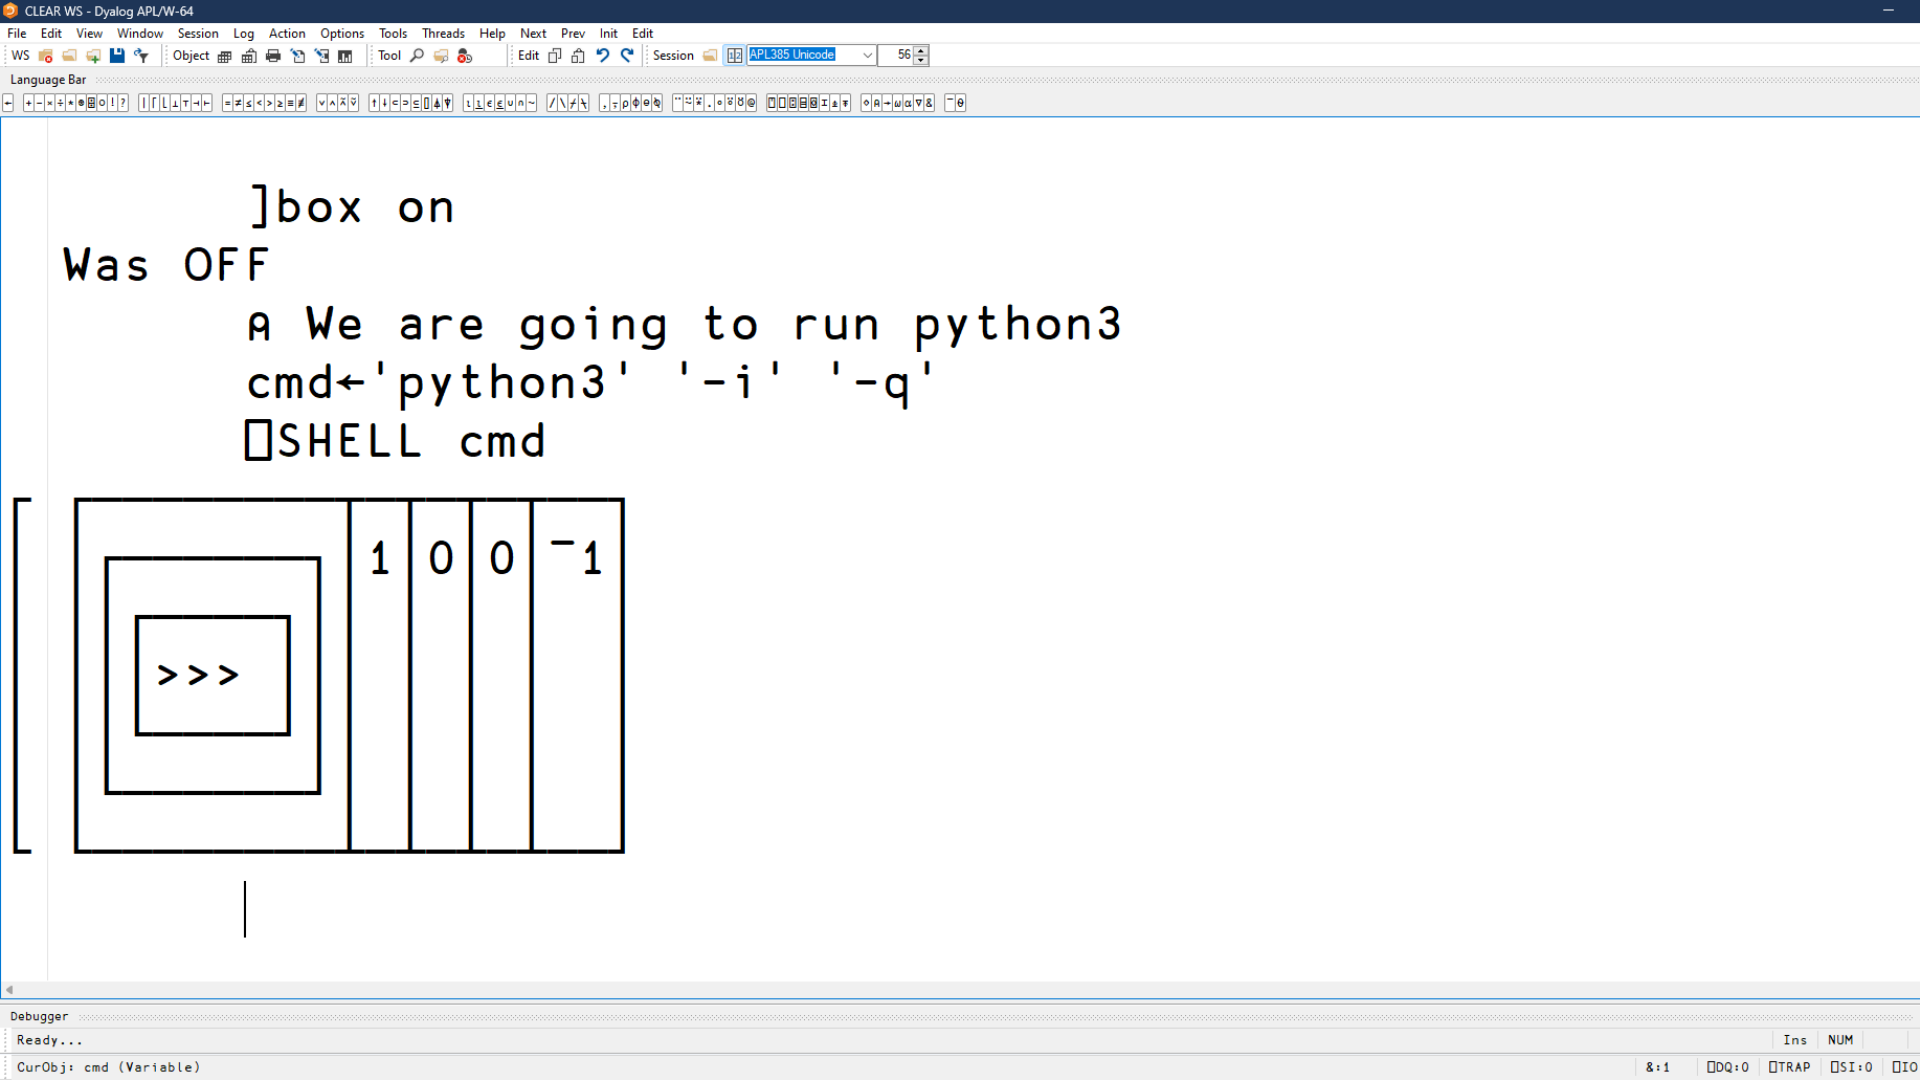 CLEAR WS - Dyalog APL/W-64
File Edit View Window Session Log Action Options Tools Threads Help Next Prev Init Edit
WS Object Tool Edit Session APL385 Unicode 56
Language Bar
]box on
Was OFF
⍝ We are going to run python3
cmd←'python3' '-i' '-q'
⎕SHELL cmd
1 0 0 ¯1
>>>
Debugger
Ready...
Ins NUM
CurObj: cmd (Variable)
&:1 ⎕DQ:0 ⎕TRAP ⎕SI:0 ⎕IO